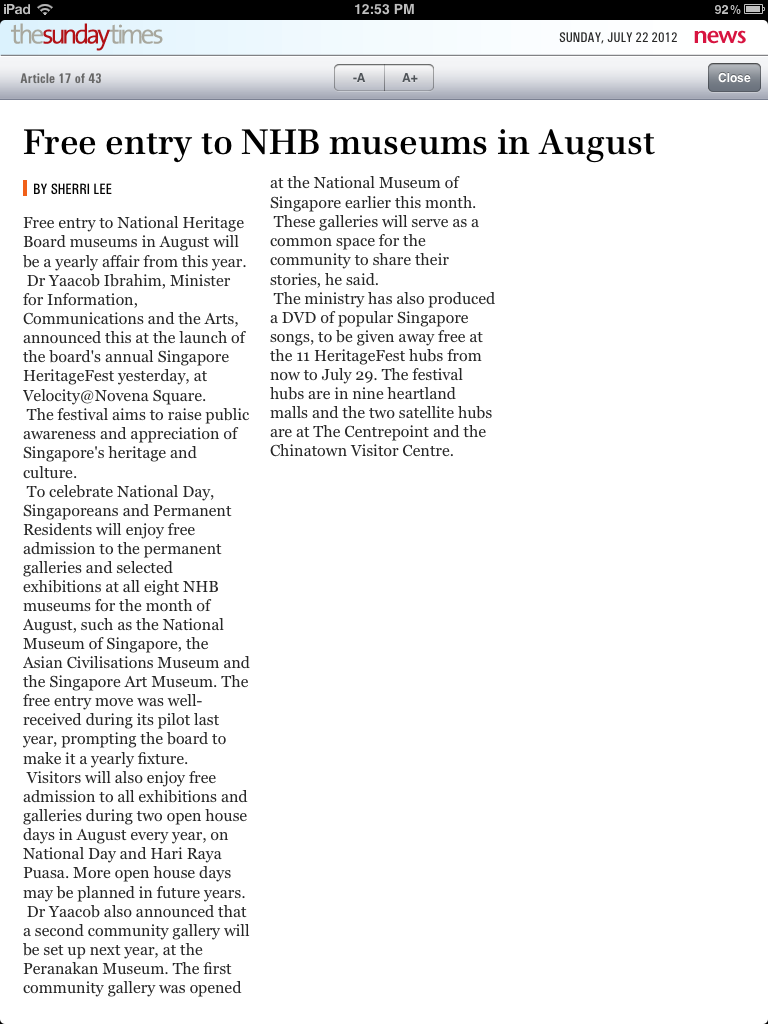 iPad
12:53 PM
92%
thesundaytimes
SUNDAY, JULY 22 2012
news
Article 17 of 43
-A
A+
Close
Free entry to NHB museums in August
BY SHERRI LEE
Free entry to National Heritage
Board museums in August will
be a yearly affair from this year.
Dr Yaacob Ibrahim, Minister
for Information,
Communications and the Arts,
announced this at the launch of
the board's annual Singapore
HeritageFest yesterday, at
Velocity@Novena Square.
The festival aims to raise public
awareness and appreciation of
Singapore's heritage and
culture.
To celebrate National Day,
Singaporeans and Permanent
Residents will enjoy free
admission to the permanent
galleries and selected
exhibitions at all eight NHB
museums for the month of
August, such as the National
Museum of Singapore, the
Asian Civilisations Museum and
the Singapore Art Museum. The
free entry move was well-
received during its pilot last
year, prompting the board to
make it a yearly fixture.
Visitors will also enjoy free
admission to all exhibitions and
galleries during two open house
days in August every year, on
National Day and Hari Raya
Puasa. More open house days
may be planned in future years.
Dr Yaacob also announced that
a second community gallery will
be set up next year, at the
Peranakan Museum. The first
community gallery was opened
at the National Museum of
Singapore earlier this month.
These galleries will serve as a
common space for the
community to share their
stories, he said.
The ministry has also produced
a DVD of popular Singapore
songs, to be given away free at
the 11 HeritageFest hubs from
now to July 29. The festival
hubs are in nine heartland
malls and the two satellite hubs
are at The Centrepoint and the
Chinatown Visitor Centre.